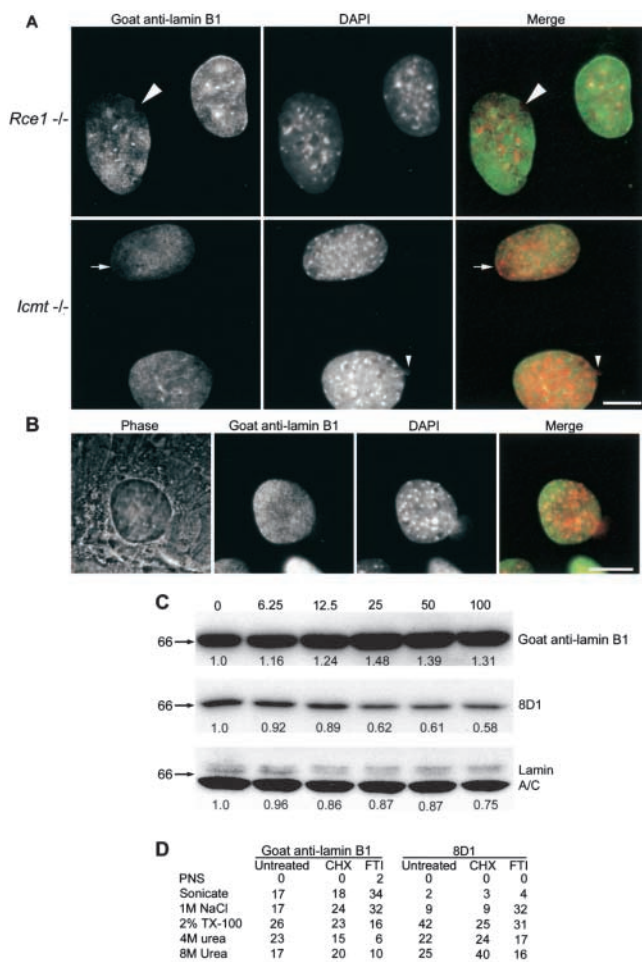 A
Goat anti-lamin B1 DAPI Merge
Rce1 -/-
Icmt -/-
B
Phase Goat anti-lamin B1 DAPI Merge
C
0 6.25 12.5 25 50 100
66 Goat anti-lamin B1
1.0 1.16 1.24 1.48 1.39 1.31
66 8D1
1.0 0.92 0.89 0.62 0.61 0.58
Lamin
66 A/C
1.0 0.96 0.86 0.87 0.87 0.75
D
Goat anti-lamin B1 8D1
Untreated CHX FTI Untreated CHX FTI
PNS 0 0 2 0 0 0
Sonicate 17 18 34 2 3 4
1M NaCl 17 24 32 9 9 32
2% TX-100 26 23 16 42 25 31
4M urea 23 15 6 22 24 17
8M Urea 17 20 10 25 40 16